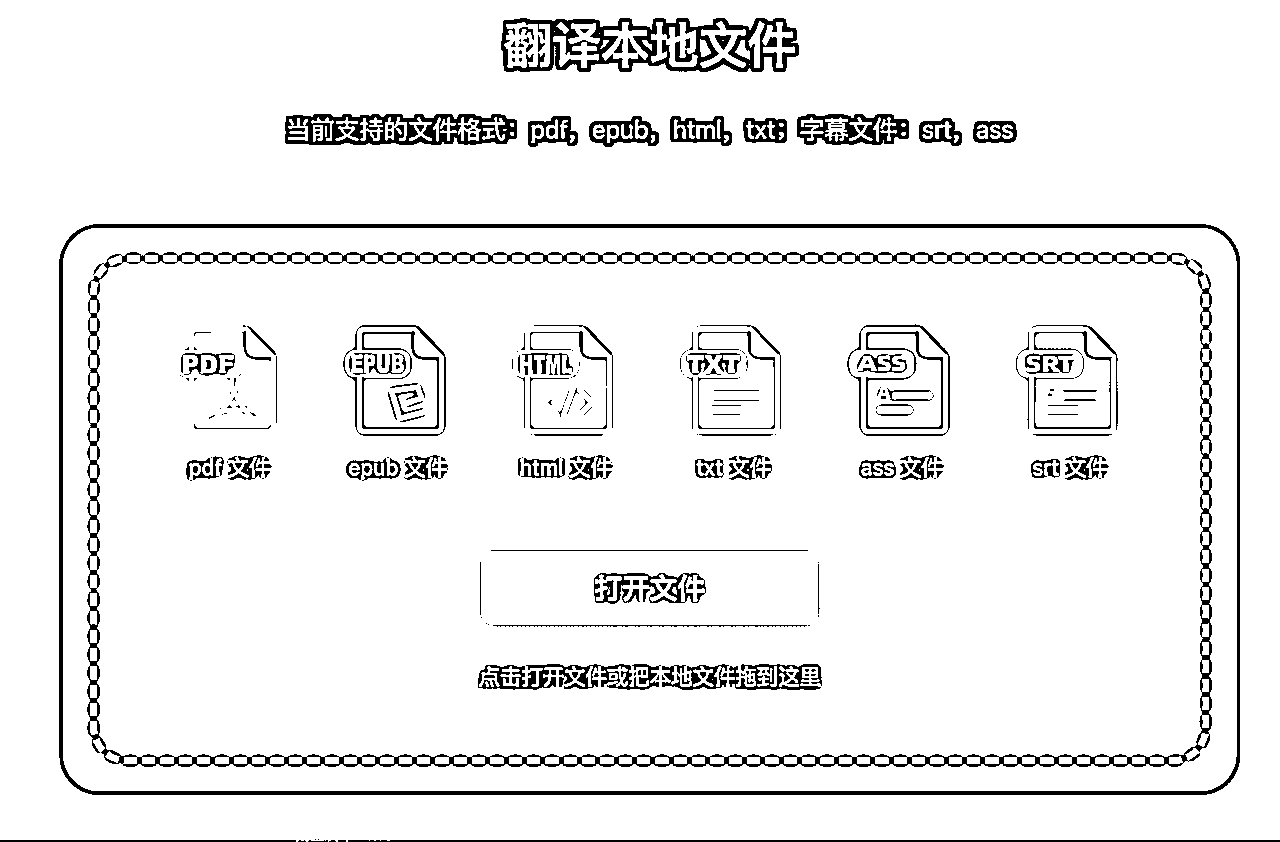 翻译本地文件
当前支持的文件格式：pdf，epub，html，txt；字幕文件：srt，ass
PDF EPUB HTML TXT ASS SRT
pdf 文件 epub 文件 html 文件 txt 文件 ass 文件 srt 文件
打开文件
点击打开文件或把本地文件拖到这里